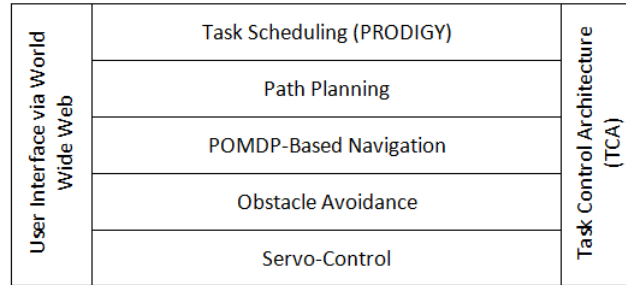 User Interface via World
Wide Web
Task Scheduling (PRODIGY)
Path Planning
POMDP-Based Navigation
Obstacle Avoidance
Servo-Control
Task Control Architecture
(TCA)